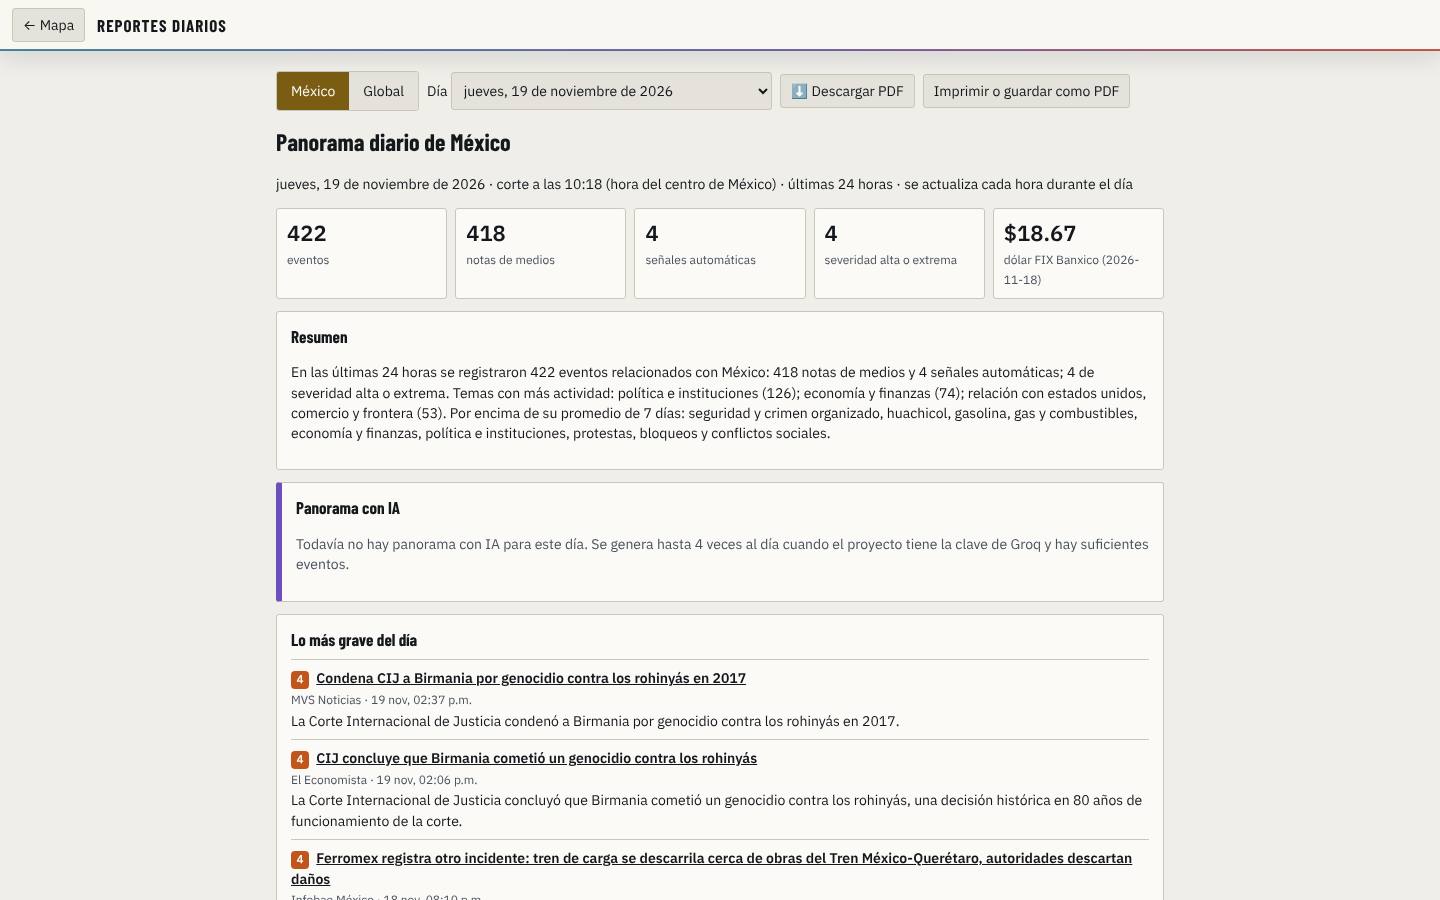 ← Mapa
REPORTES DIARIOS
México
Global
Día
jueves, 19 de noviembre de 2026
⬇️ Descargar PDF
Imprimir o guardar como PDF
Panorama diario de México
jueves, 19 de noviembre de 2026 · corte a las 10:18 (hora del centro de México) · últimas 24 horas · se actualiza cada hora durante el día
422
eventos
418
notas de medios
4
señales automáticas
4
severidad alta o extrema
$18.67
dólar FIX Banxico (2026-
11-18)
Resumen
En las últimas 24 horas se registraron 422 eventos relacionados con México: 418 notas de medios y 4 señales automáticas; 4 de
severidad alta o extrema. Temas con más actividad: política e instituciones (126); economía y finanzas (74); relación con estados unidos,
comercio y frontera (53). Por encima de su promedio de 7 días: seguridad y crimen organizado, huachicol, gasolina, gas y combustibles,
economía y finanzas, política e instituciones, protestas, bloqueos y conflictos sociales.
Panorama con IA
Todavía no hay panorama con IA para este día. Se genera hasta 4 veces al día cuando el proyecto tiene la clave de Groq y hay suficientes
eventos.
Lo más grave del día
4 Condena CIJ a Birmania por genocidio contra los rohinyás en 2017
MVS Noticias · 19 nov, 02:37 p.m.
La Corte Internacional de Justicia condenó a Birmania por genocidio contra los rohinyás en 2017.
4 CIJ concluye que Birmania cometió un genocidio contra los rohinyás
El Economista · 19 nov, 02:06 p.m.
La Corte Internacional de Justicia concluyó que Birmania cometió un genocidio contra los rohinyás, una decisión histórica en 80 años de
funcionamiento de la corte.
4 Ferromex registra otro incidente: tren de carga se descarrila cerca de obras del Tren México-Querétaro, autoridades descartan
daños
Infobae México · 18 nov, 08:10 p.m.